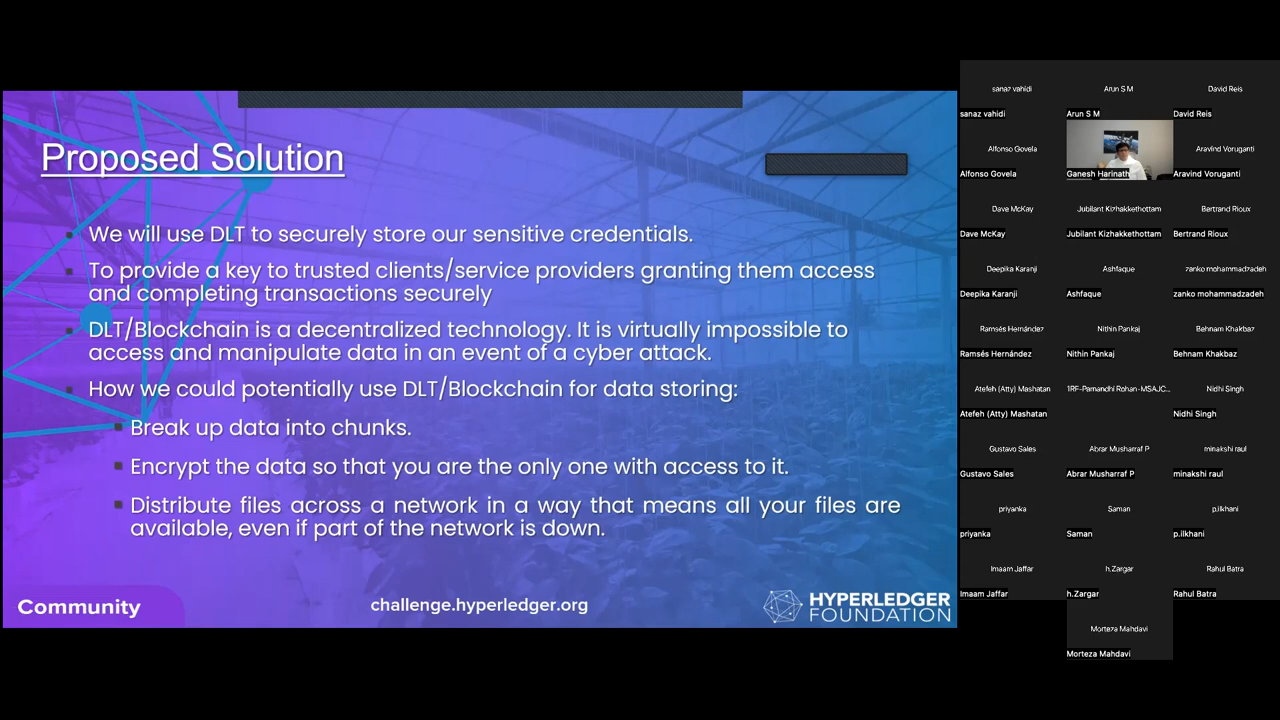 Proposed Solution
We will use DLT to securely store our sensitive credentials.
To provide a key to trusted clients/service providers granting them access
and completing transactions securely
DLT/Blockchain is a decentralized technology. It is virtually impossible to
access and manipulate data in an event of a cyber attack.
How we could potentially use DLT/Blockchain for data storing:
Break up data into chunks.
Encrypt the data so that you are the only one with access to it.
Distribute files across a network in a way that means all your files are
available, even if part of the network is down.
Community
challenge.hyperledger.org
HYPERLEDGER
FOUNDATION
sanaz vahidi
Arun S M
David Reis
sanaz vahidi
Arun S M
David Reis
Alfonso Govela
Aravind Voruganti
Alfonso Govela
Ganesh Harinath
Aravind Voruganti
Dave McKay
Jubilant Kizhakkethottam
Bertrand Rioux
Dave McKay
Jubilant Kizhakkethottam
Bertrand Rioux
Deepika Karanji
Ashfaque
zanko mohammadzadeh
Deepika Karanji
Ashfaque
zanko mohammadzadeh
Ramsés Hernández
Nithin Pankaj
Behnam Khakbaz
Ramsés Hernández
Nithin Pankaj
Behnam Khakbaz
Atefeh (Atty) Mashatan
1RF-Pamandhi Rohan-MSAJC...
Nidhi Singh
Atefeh (Atty) Mashatan
Nidhi Singh
Gustavo Sales
Abrar Musharraf P
minakshi raul
Gustavo Sales
Abrar Musharraf P
minakshi raul
priyanka
Saman
p.ilkhani
priyanka
Saman
p.ilkhani
Imaam Jaffar
h.Zargar
Rahul Batra
Imaam Jaffar
h.Zargar
Rahul Batra
Morteza Mahdavi
Morteza Mahdavi